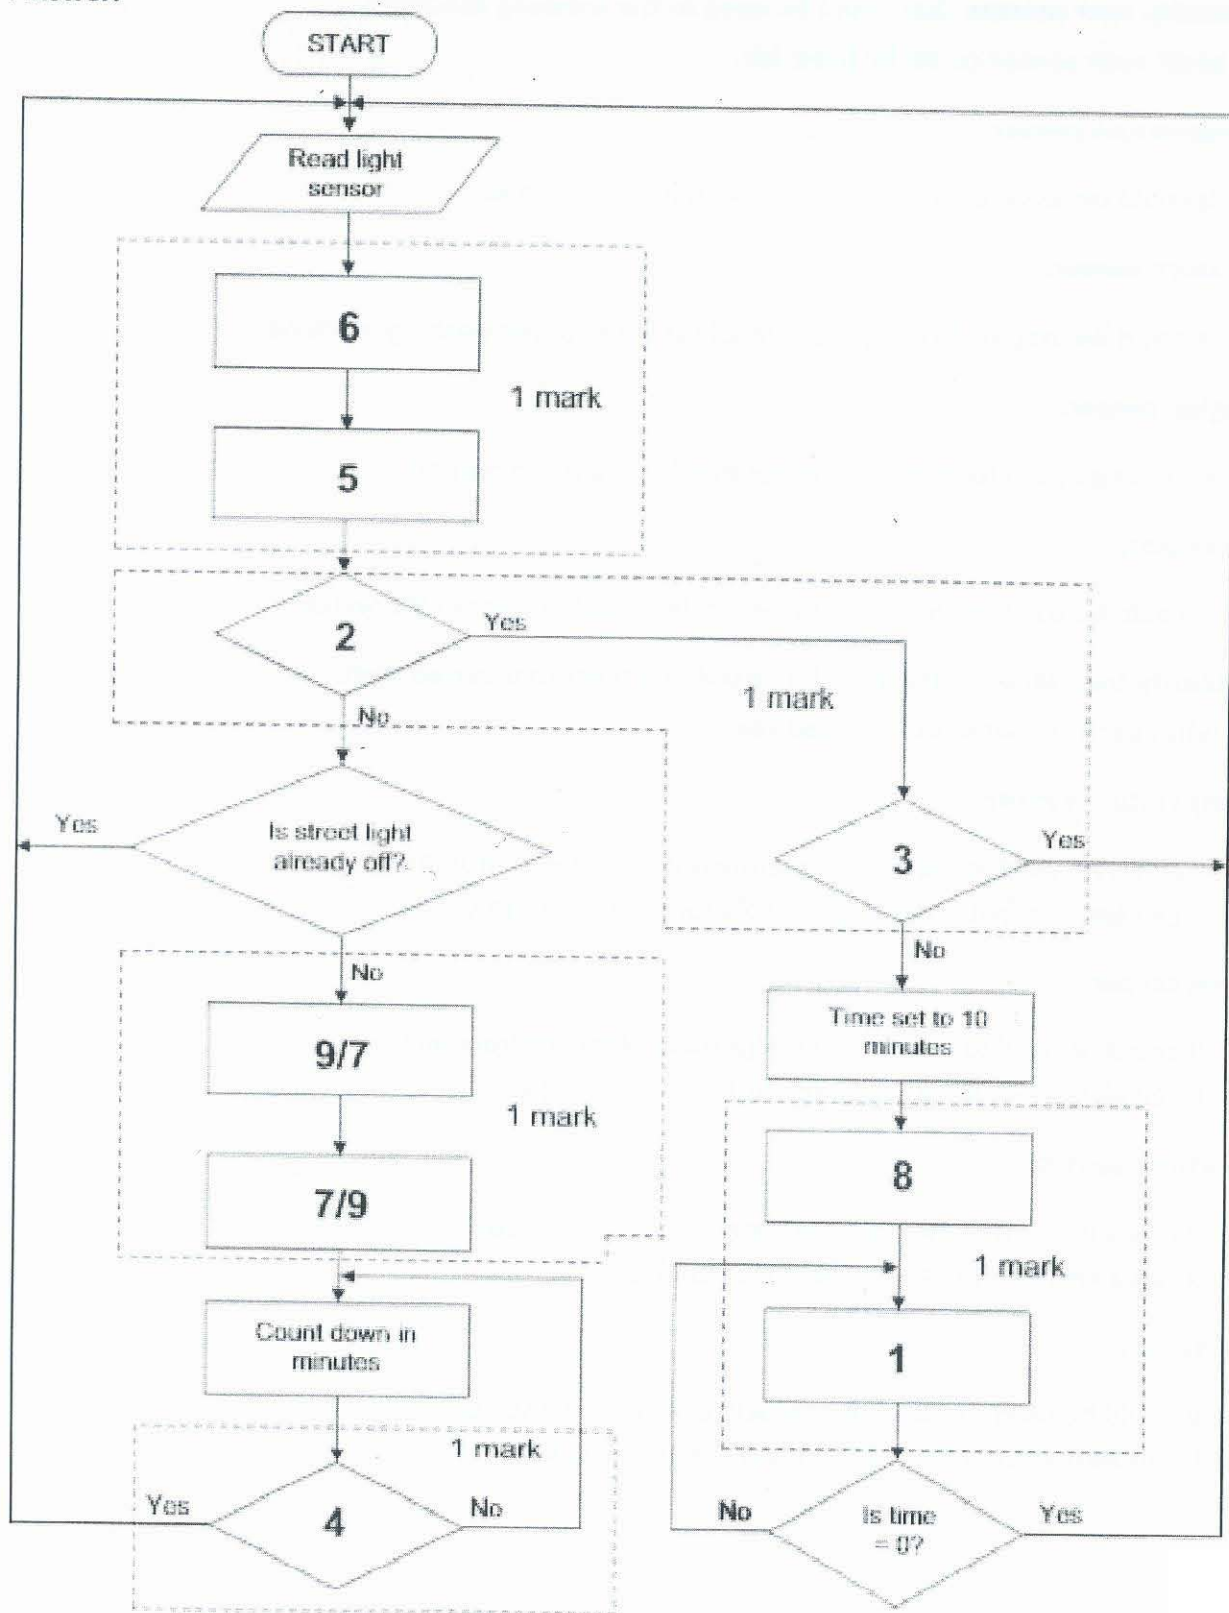 START
Read light
sensor
6
1 mark
5
2
Yes
1 mark
No
Is street light
already off?
Yes
3
Yes
No
No
Time set to 10
minutes
9/7
1 mark
7/9
8
1 mark
Count down in
minutes
1
1 mark
4
Yes
No
Is time
= 0?
No
Yes